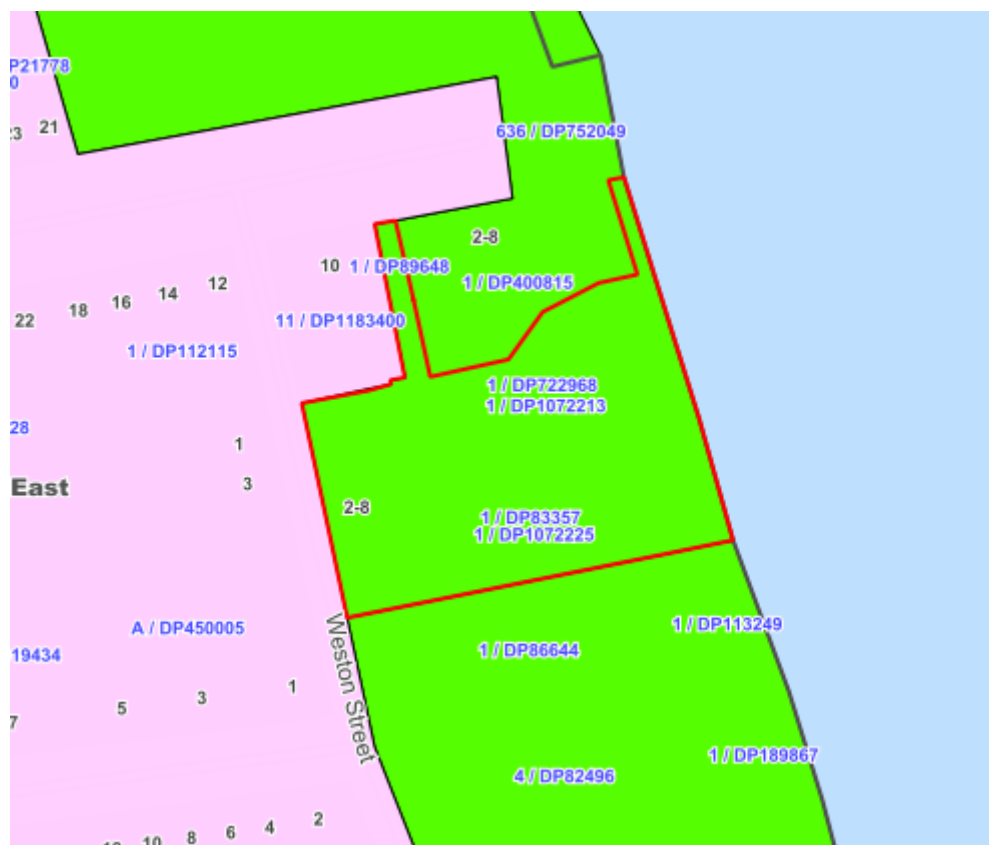 P21778
0
23 21
636 / DP752049
2-8
10 1 / DP89648
1 / DP400815
12
14
16
18
22
11 / DP1183400
1 / DP112115
1 / DP722968
1 / DP1072213
28
1
3
East
2-8
1 / DP83357
1 / DP1072225
1 / DP113249
A / DP450005
1 / DP86644
19434
Weston Street
1
3
5
7
1 / DP189867
4 / DP82496
2
4
6
8
10